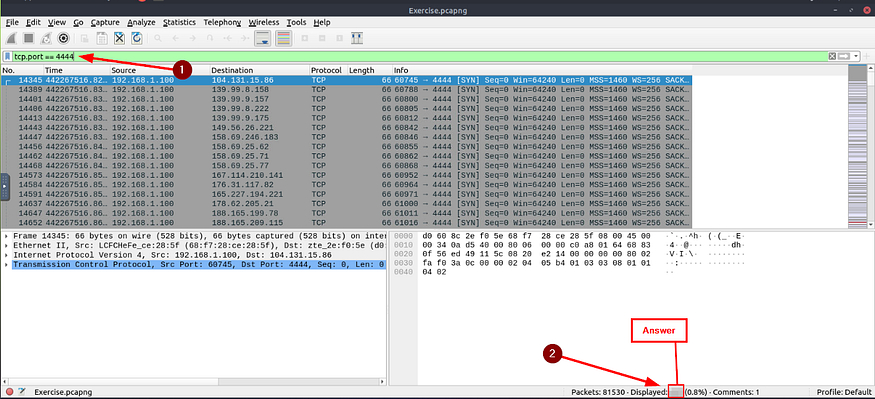 Exercise.pcapng
File Edit View Go Capture Analyze Statistics Telephony Wireless Tools Help
tcp.port == 4444
1
No. Time Source Destination Protocol Length Info
14345 442267516.82… 192.168.1.100 104.131.15.86 TCP 66 60745 → 4444 [SYN] Seq=0 Win=64240 Len=0 MSS=1460 WS=256 SACK…
14389 442267516.83… 192.168.1.100 139.99.8.158 TCP 66 60788 → 4444 [SYN] Seq=0 Win=64240 Len=0 MSS=1460 WS=256 SACK…
14401 442267516.83… 192.168.1.100 139.99.9.157 TCP 66 60800 → 4444 [SYN] Seq=0 Win=64240 Len=0 MSS=1460 WS=256 SACK…
14406 442267516.83… 192.168.1.100 139.99.8.222 TCP 66 60805 → 4444 [SYN] Seq=0 Win=64240 Len=0 MSS=1460 WS=256 SACK…
14413 442267516.83… 192.168.1.100 139.99.6.175 TCP 66 60812 → 4444 [SYN] Seq=0 Win=64240 Len=0 MSS=1460 WS=256 SACK…
14443 442267516.83… 192.168.1.100 149.56.26.221 TCP 66 60842 → 4444 [SYN] Seq=0 Win=64240 Len=0 MSS=1460 WS=256 SACK…
14447 442267516.83… 192.168.1.100 158.69.246.183 TCP 66 60846 → 4444 [SYN] Seq=0 Win=64240 Len=0 MSS=1460 WS=256 SACK…
14456 442267516.83… 192.168.1.100 158.69.25.62 TCP 66 60855 → 4444 [SYN] Seq=0 Win=64240 Len=0 MSS=1460 WS=256 SACK…
14462 442267516.83… 192.168.1.100 158.69.25.71 TCP 66 60862 → 4444 [SYN] Seq=0 Win=64240 Len=0 MSS=1460 WS=256 SACK…
14468 442267516.83… 192.168.1.100 158.69.25.77 TCP 66 60868 → 4444 [SYN] Seq=0 Win=64240 Len=0 MSS=1460 WS=256 SACK…
14573 442267516.85… 192.168.1.100 167.114.210.141 TCP 66 60952 → 4444 [SYN] Seq=0 Win=64240 Len=0 MSS=1460 WS=256 SACK…
14584 442267516.85… 192.168.1.100 176.31.117.82 TCP 66 60964 → 4444 [SYN] Seq=0 Win=64240 Len=0 MSS=1460 WS=256 SACK…
14591 442267516.85… 192.168.1.100 165.227.194.221 TCP 66 60971 → 4444 [SYN] Seq=0 Win=64240 Len=0 MSS=1460 WS=256 SACK…
14636 442267516.85… 192.168.1.100 178.62.205.21 TCP 66 61000 → 4444 [SYN] Seq=0 Win=64240 Len=0 MSS=1460 WS=256 SACK…
14647 442267516.85… 192.168.1.100 188.165.199.78 TCP 66 61011 → 4444 [SYN] Seq=0 Win=64240 Len=0 MSS=1460 WS=256 SACK…
14652 442267516.85… 192.168.1.100 188.165.209.115 TCP 66 61016 → 4444 [SYN] Seq=0 Win=64240 Len=0 MSS=1460 WS=256 SACK…
Frame 14345: 66 bytes on wire (528 bits), 66 bytes captured (528 bits) on inter
Ethernet II, Src: LCFCHeFe_ce:28:5f (68:f7:28:ce:28:5f), Dst: zte_2e:f0:5e (d0
Internet Protocol Version 4, Src: 192.168.1.100, Dst: 104.131.15.86
Transmission Control Protocol, Src Port: 60745, Dst Port: 4444, Seq: 0, Len: 0
0000 d0 60 8c 2e f0 5e 68 f7 28 ce 28 5f 08 00 45 00 ·`·.·^h· (·(_··E·
0010 00 34 0a d5 40 00 80 06 00 00 c0 a8 01 64 68 83 ·4··@··· ·····dh·
0020 0f 56 ed 49 11 5c 08 20 e2 14 00 00 00 00 80 02 ·V·I·\· ········
0030 fa f0 3a 0c 00 00 02 04 05 b4 01 03 03 08 01 01 ··:····· ········
0040 04 02 ··
Answer
2
Exercise.pcapng
Packets: 81530 · Displayed: (0.8%) · Comments: 1
Profile: Default